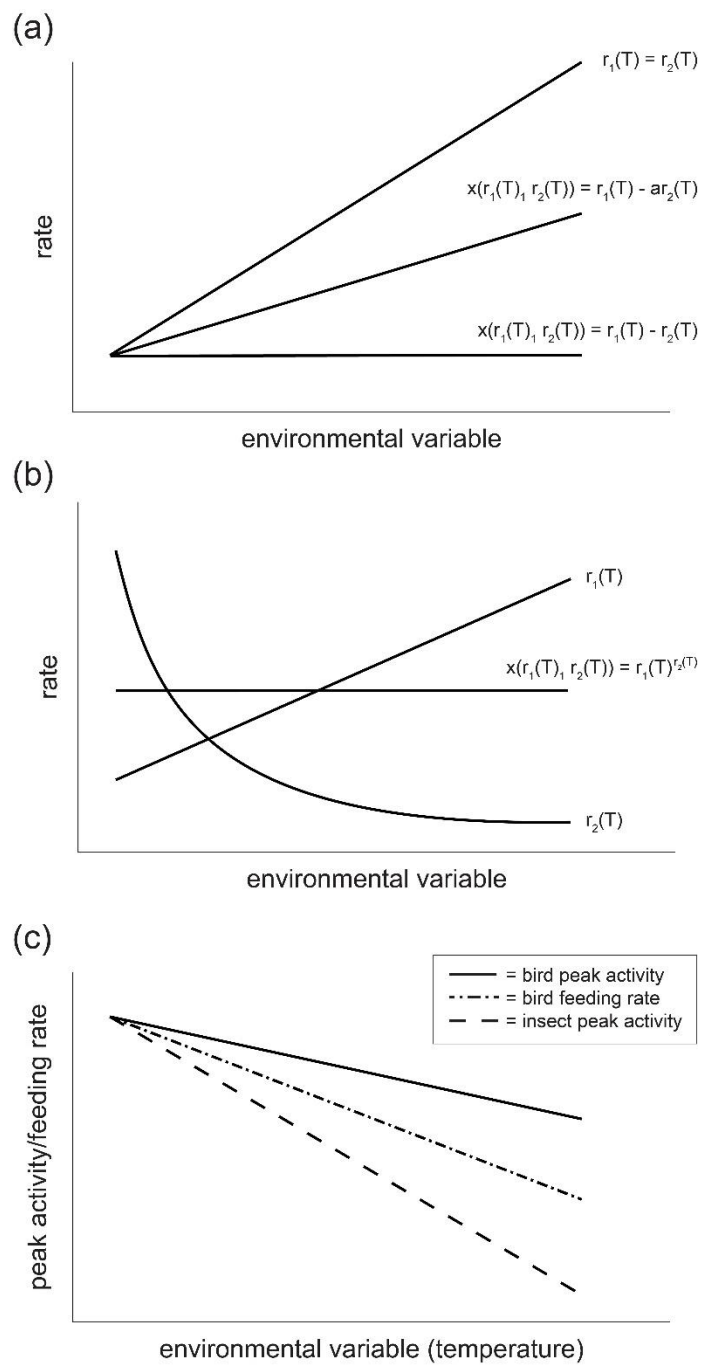 (a)
r₁(T) = r₂(T)
x(r₁(T)₁ r₂(T)) = r₁(T) - ar₂(T)
x(r₁(T)₁ r₂(T)) = r₁(T) - r₂(T)
rate
environmental variable
(b)
r₁(T)
x(r₁(T)₁ r₂(T)) = r₁(T)^r₂(T)
r₂(T)
rate
environmental variable
(c)
= bird peak activity
= bird feeding rate
= insect peak activity
peak activity/feeding rate
environmental variable (temperature)